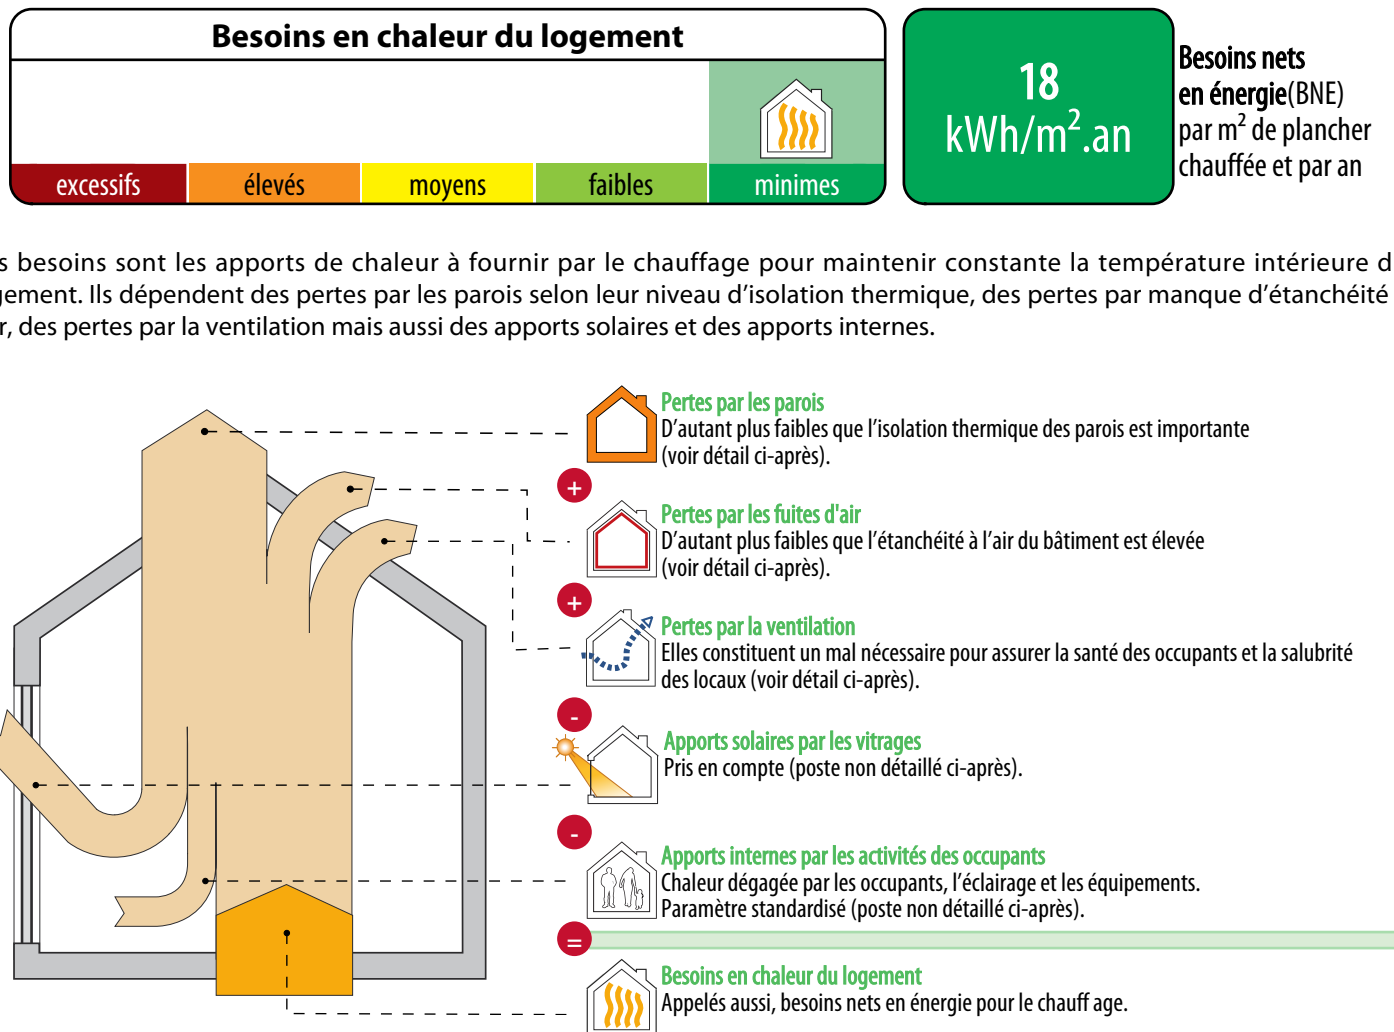 Besoins en chaleur du logement
excessifs
élevés
moyens
faibles
minimes
18
kWh/m².an
Besoins nets
en énergie(BNE)
par m² de plancher
chauffée et par an
s besoins sont les apports de chaleur à fournir par le chauffage pour maintenir constante la température intérieure d
gement. Ils dépendent des pertes par les parois selon leur niveau d’isolation thermique, des pertes par manque d’étanchéité
r, des pertes par la ventilation mais aussi des apports solaires et des apports internes.
Pertes par les parois
D’autant plus faibles que l’isolation thermique des parois est importante
(voir détail ci-après).
+
Pertes par les fuites d'air
D’autant plus faibles que l’étanchéité à l’air du bâtiment est élevée
(voir détail ci-après).
+
Pertes par la ventilation
Elles constituent un mal nécessaire pour assurer la santé des occupants et la salubrité
des locaux (voir détail ci-après).
-
Apports solaires par les vitrages
Pris en compte (poste non détaillé ci-après).
-
Apports internes par les activités des occupants
Chaleur dégagée par les occupants, l’éclairage et les équipements.
Paramètre standardisé (poste non détaillé ci-après).
=
Besoins en chaleur du logement
Appelés aussi, besoins nets en énergie pour le chauff age.